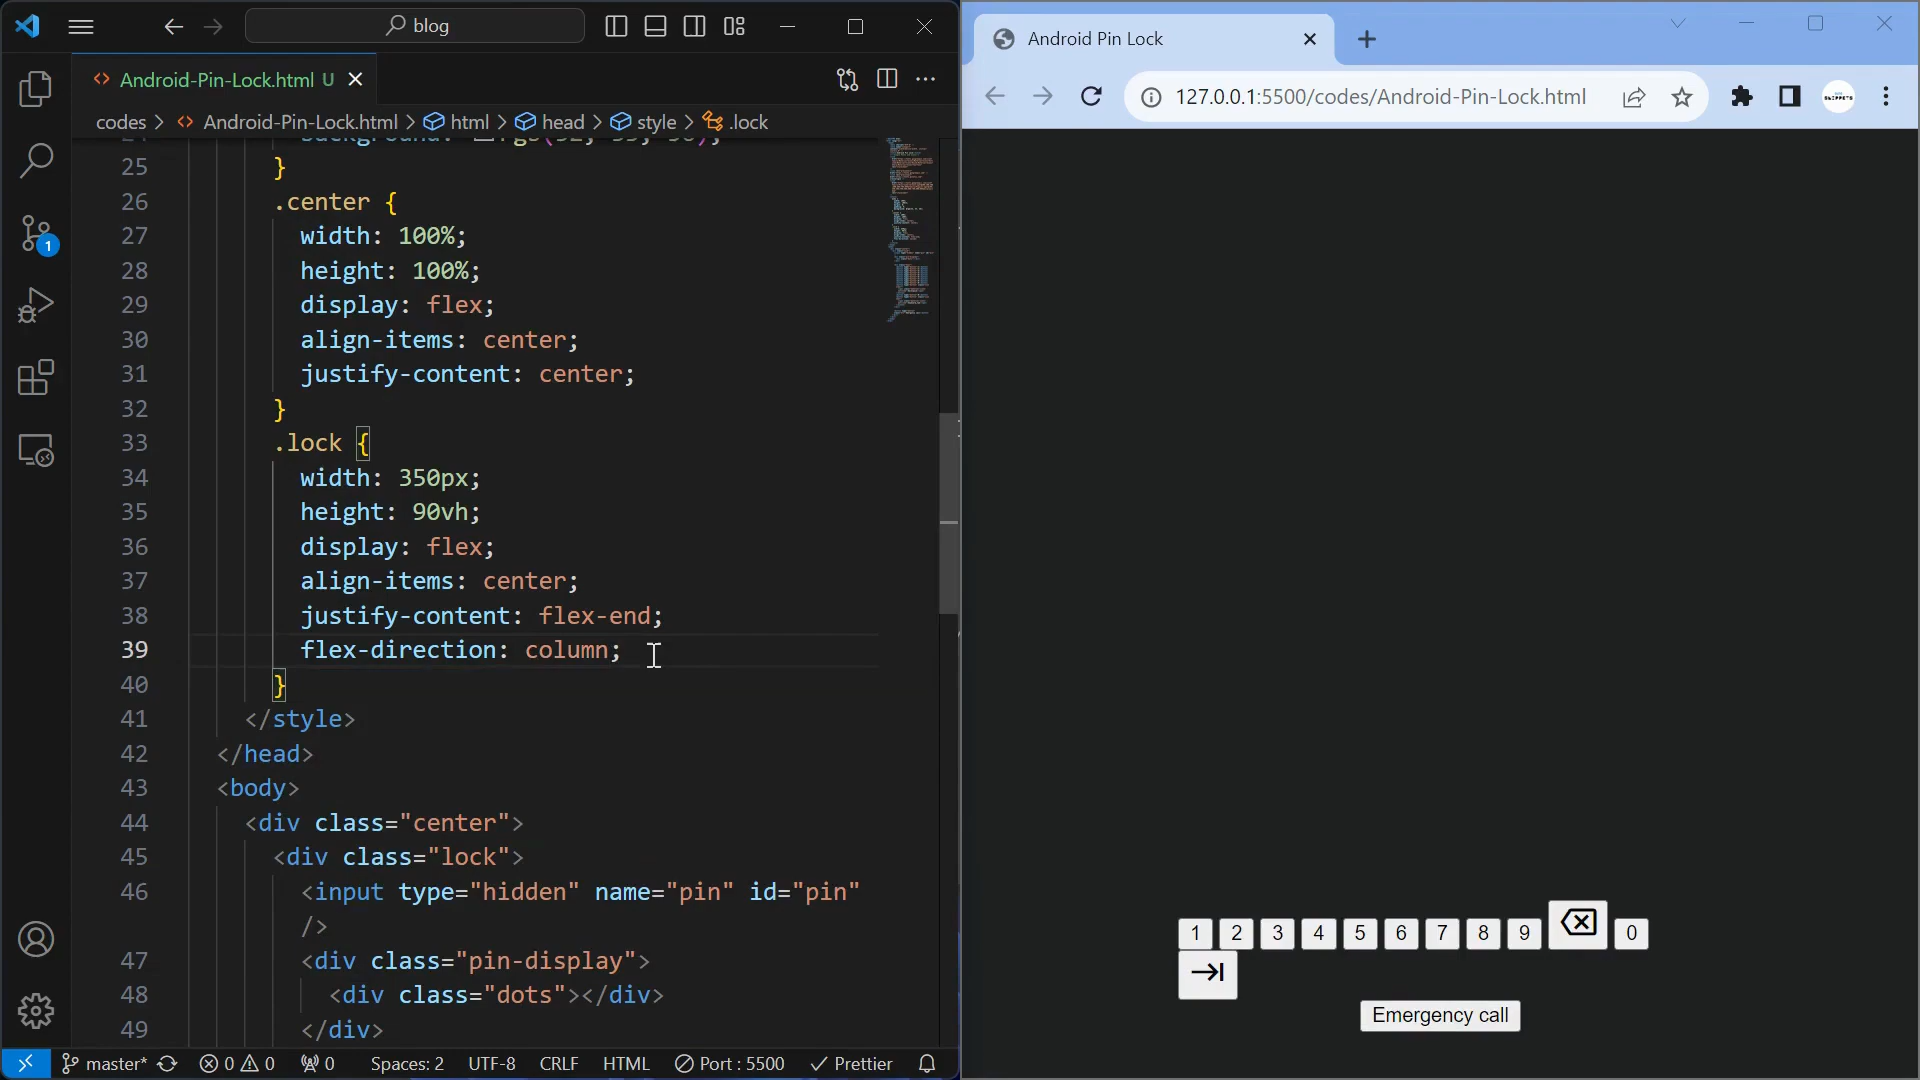 blog
Android-Pin-Lock.html U
codes > Android-Pin-Lock.html > html > head > style > .lock
25 }
26 .center {
27 width: 100%;
28 height: 100%;
29 display: flex;
30 align-items: center;
31 justify-content: center;
32 }
33 .lock {
34 width: 350px;
35 height: 90vh;
36 display: flex;
37 align-items: center;
38 justify-content: flex-end;
39 flex-direction: column;
40 }
41 </style>
42 </head>
43 <body>
44 <div class="center">
45 <div class="lock">
46 <input type="hidden" name="pin" id="pin"
/>
47 <div class="pin-display">
48 <div class="dots"></div>
49 </div>
1
master* 0 0 0 Spaces: 2 UTF-8 CRLF HTML Port : 5500 Prettier
Android Pin Lock
127.0.0.1:5500/codes/Android-Pin-Lock.html
1 2 3 4 5 6 7 8 9 0
Emergency call